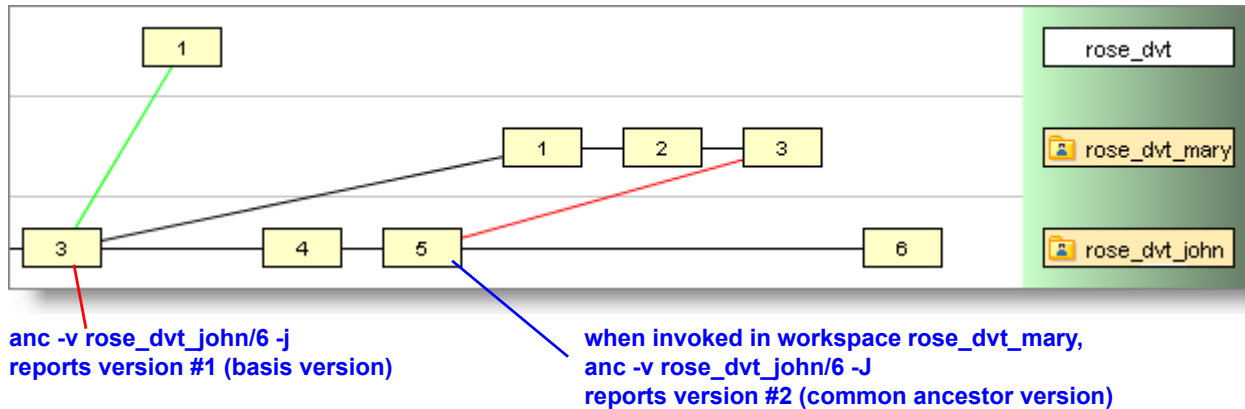 1 rose_dvt
1 2 3 rose_dvt_mary
3 4 5 6 rose_dvt_john
anc -v rose_dvt_john/6 -j
reports version #1 (basis version)
when invoked in workspace rose_dvt_mary,
anc -v rose_dvt_john/6 -J
reports version #2 (common ancestor version)